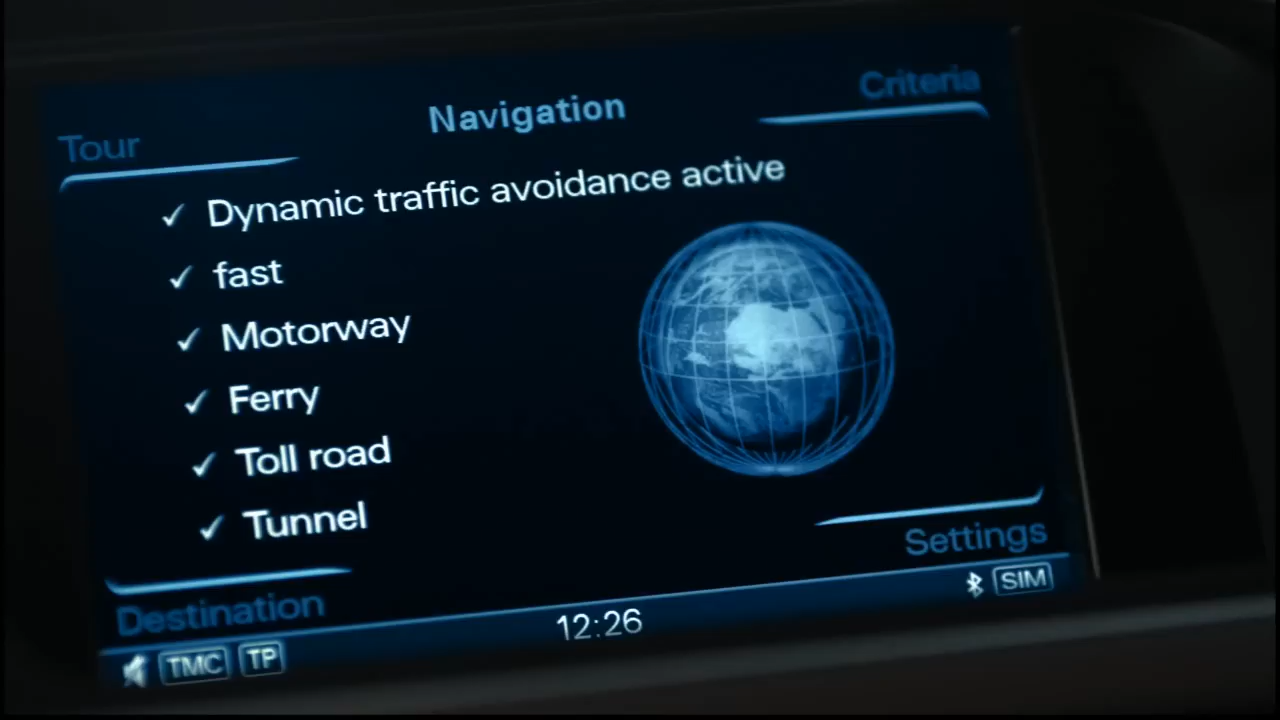 Tour
Navigation
Criteria
Dynamic traffic avoidance active
fast
Motorway
Ferry
Toll road
Tunnel
Destination
Settings
TMC TP
12:26
SIM